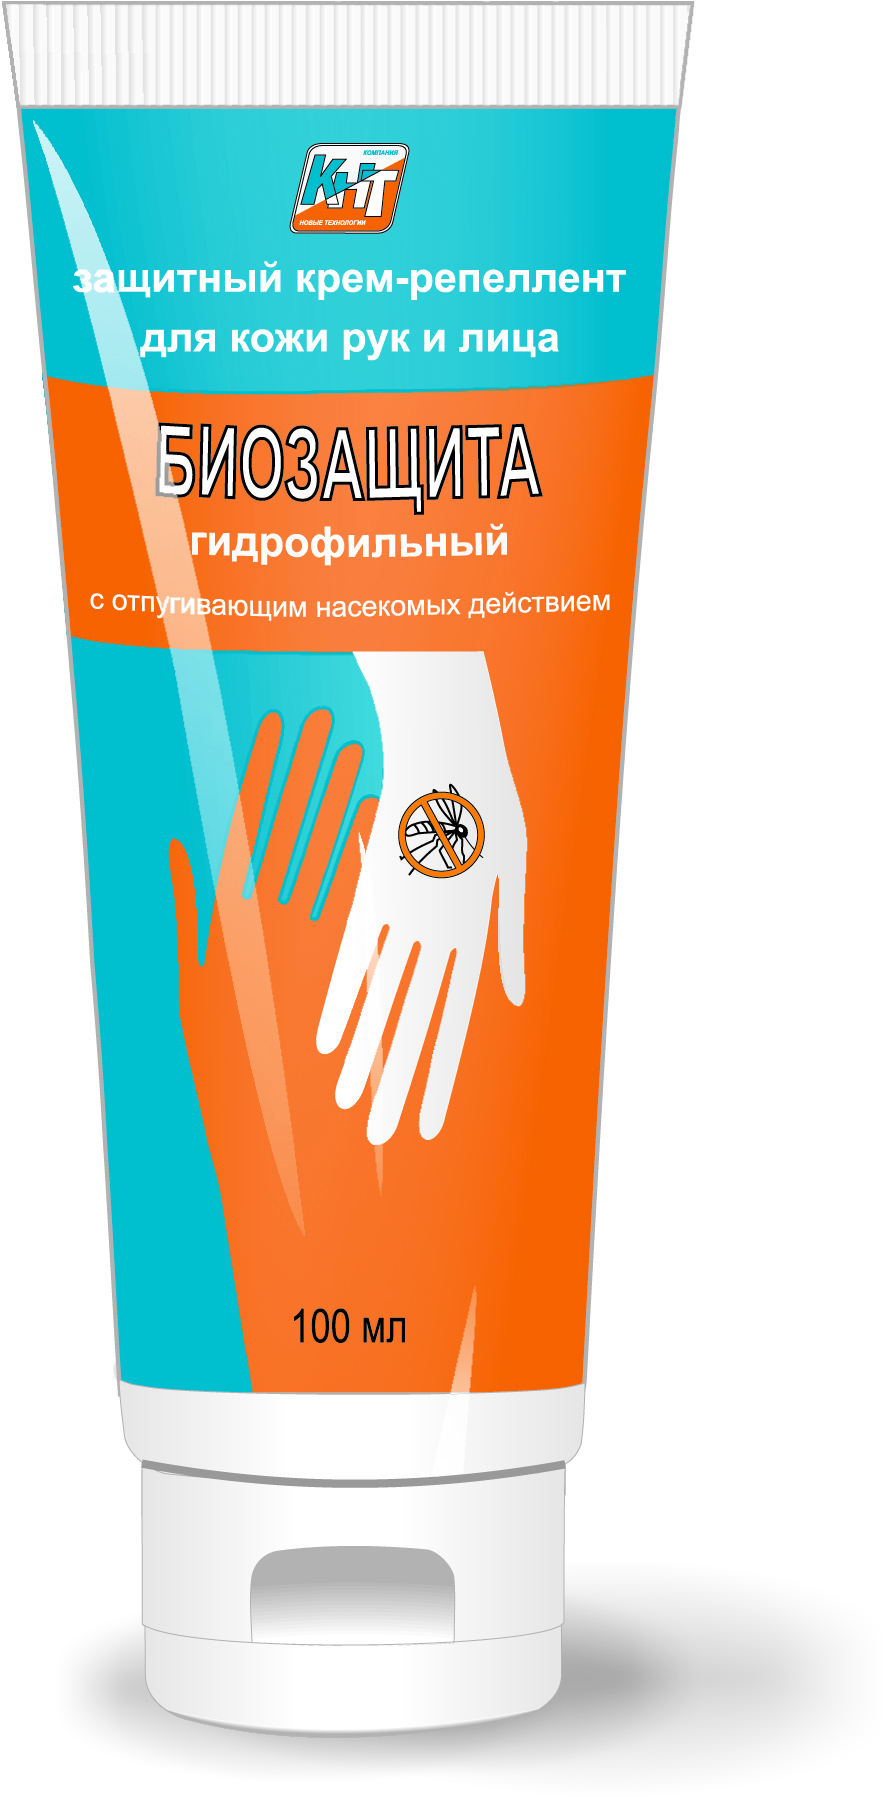 КОМПАНИЯ
КНТ
НОВЫЕ ТЕХНОЛОГИИ
защитный крем-репеллент
для кожи рук и лица
БИОЗАЩИТА
гидрофильный
с отпугивающим насекомых действием
100 мл